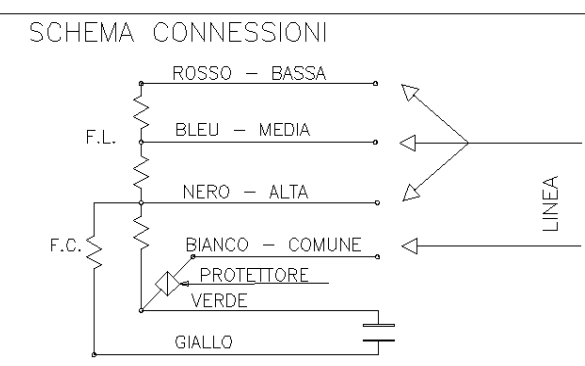 SCHEMA CONNESSIONI
ROSSO - BASSA
F.L.
BLEU - MEDIA
NERO - ALTA
LINEA
F.C.
BIANCO - COMUNE
PROTETTORE
VERDE
GIALLO